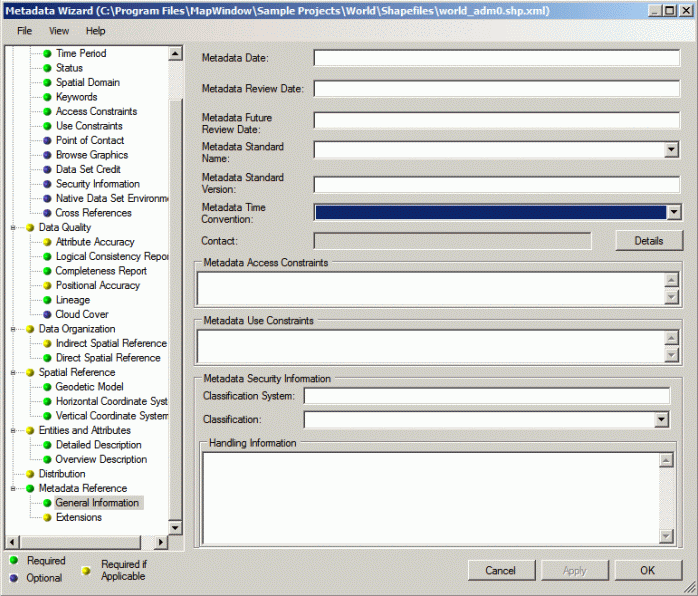 Metadata Wizard (C:\Program Files\MapWindow\Sample Projects\World\Shapefiles\world_adm0.shp.xml)
File View Help
Time Period
Status
Spatial Domain
Keywords
Access Constraints
Use Constraints
Point of Contact
Browse Graphics
Data Set Credit
Security Information
Native Data Set Environm
Cross References
Data Quality
Attribute Accuracy
Logical Consistency Repor
Completeness Report
Positional Accuracy
Lineage
Cloud Cover
Data Organization
Indirect Spatial Reference
Direct Spatial Reference
Spatial Reference
Geodetic Model
Horizontal Coordinate Syst
Vertical Coordinate System
Entities and Attributes
Detailed Description
Overview Description
Distribution
Metadata Reference
General Information
Extensions
Required
Optional
Required if
Applicable
Metadata Date:
Metadata Review Date:
Metadata Future
Review Date:
Metadata Standard
Name:
Metadata Standard
Version:
Metadata Time
Convention:
Contact:
Details
Metadata Access Constraints
Metadata Use Constraints
Metadata Security Information
Classification System:
Classification:
Handling Information
Cancel Apply OK